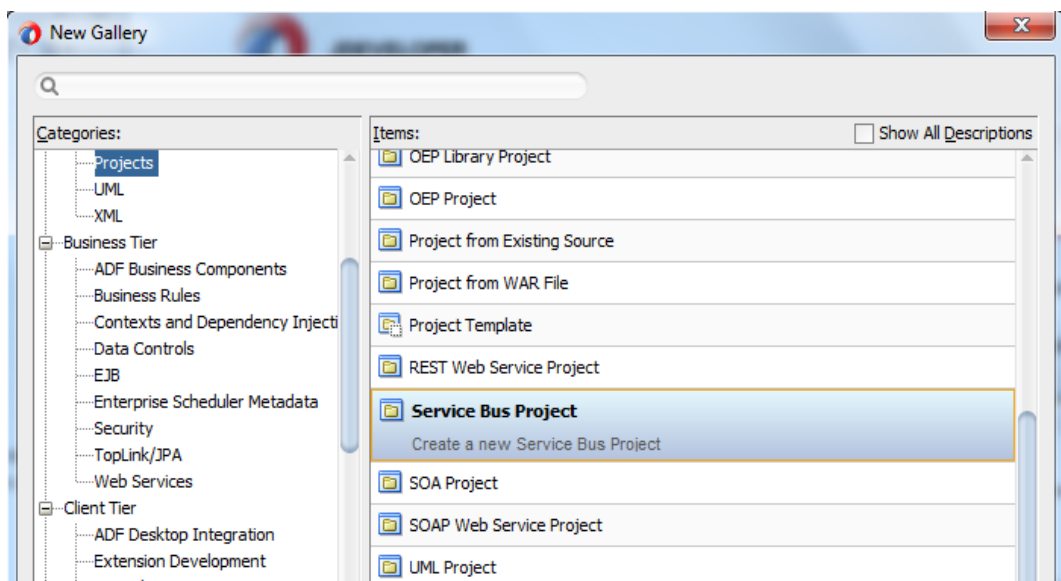 New Gallery
JDEVELOPER
Categories:
Projects
UML
XML
Business Tier
ADF Business Components
Business Rules
Contexts and Dependency Injecti
Data Controls
EJB
Enterprise Scheduler Metadata
Security
TopLink/JPA
Web Services
Client Tier
ADF Desktop Integration
Extension Development
Items:
Show All Descriptions
OEP Library Project
OEP Project
Project from Existing Source
Project from WAR File
Project Template
REST Web Service Project
Service Bus Project
Create a new Service Bus Project
SOA Project
SOAP Web Service Project
UML Project